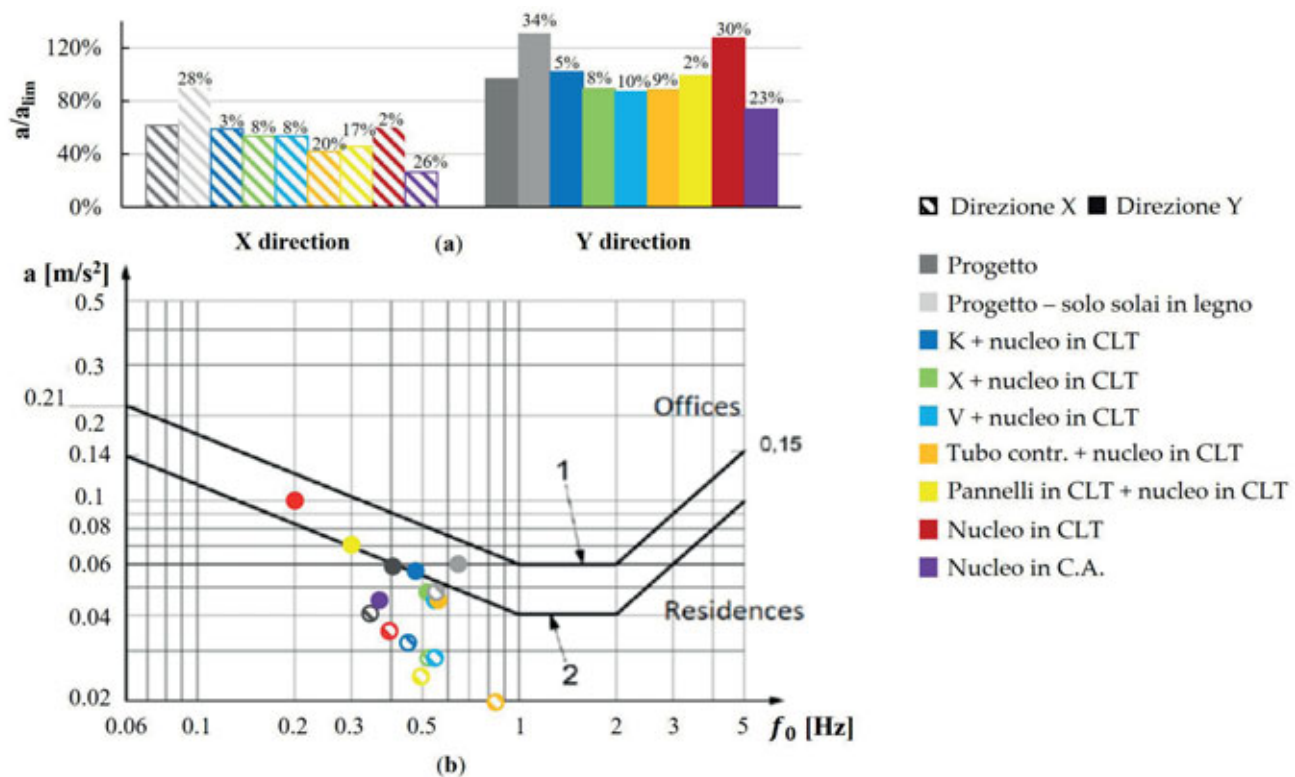 a/a_lim
120%
80%
40%
0%
28%
3%
8%
8%
20%
17%
2%
26%
34%
5%
8%
10%
9%
2%
30%
23%
X direction
(a)
Y direction
Direzione X
Direzione Y
Progetto
Progetto – solo solai in legno
K + nucleo in CLT
X + nucleo in CLT
V + nucleo in CLT
Tubo contr. + nucleo in CLT
Pannelli in CLT + nucleo in CLT
Nucleo in CLT
Nucleo in C.A.
a [m/s²]
0.5
0.3
0.21
0.2
0.14
0.1
0.08
0.06
0.04
0.02
Offices
0,15
1
Residences
2
0.06
0.1
0.2
0.3
0.5
1
2
3
5
f₀ [Hz]
(b)